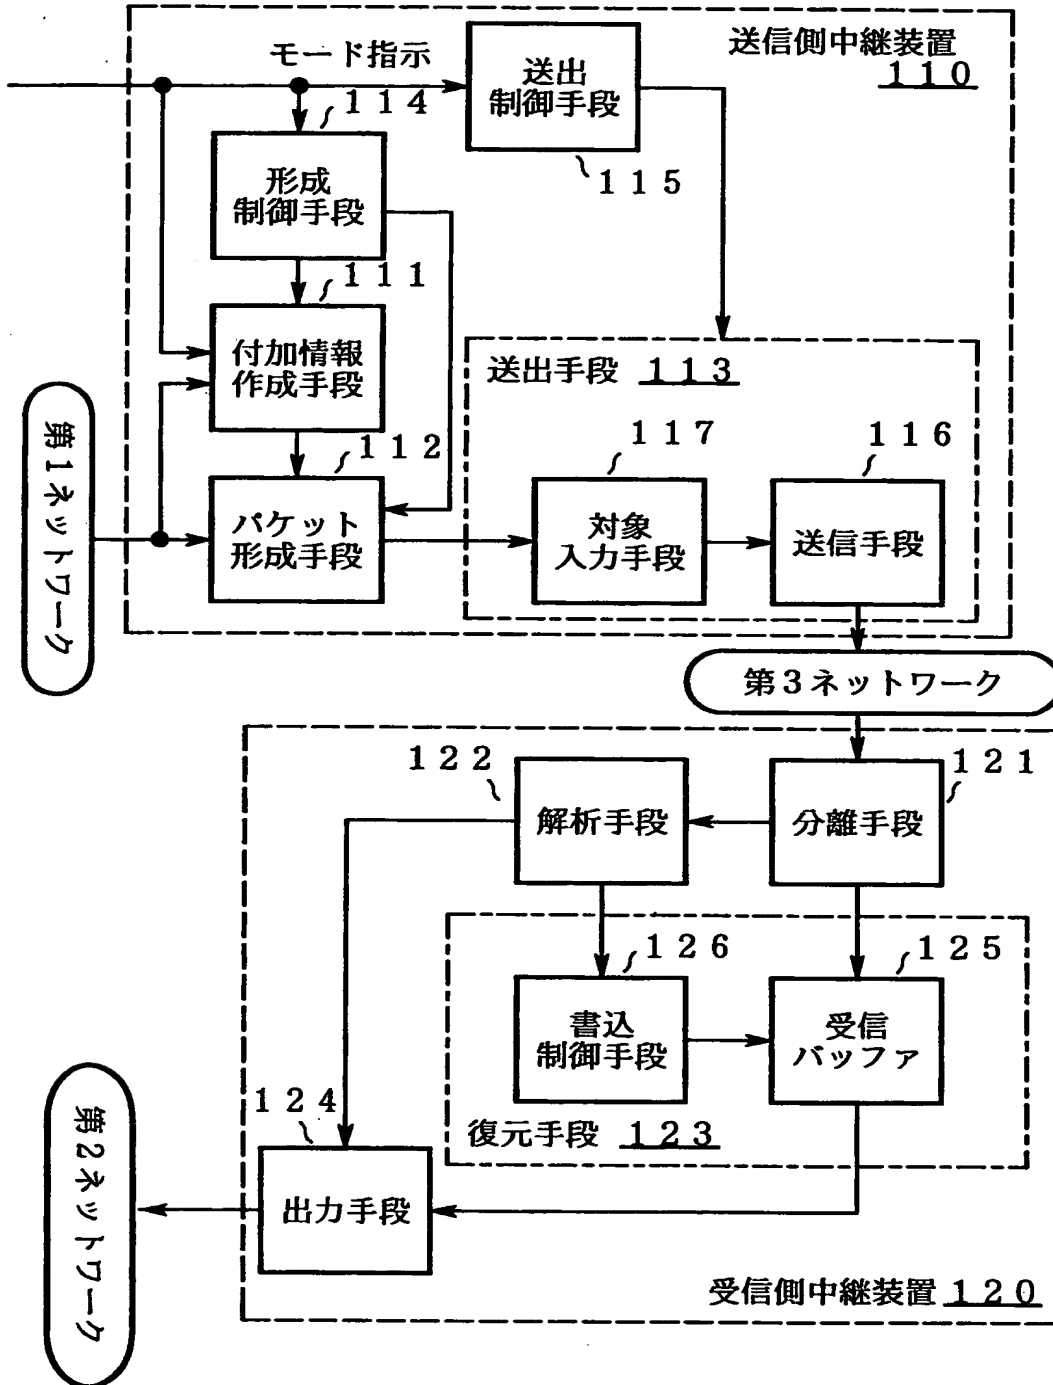 送信側中継装置
110
モード指示
送出
制御手段
114
115
形成
制御手段
111
付加情報
作成手段
送出手段 113
第1ネットワーク
112
117
116
パケット
形成手段
対象
入力手段
送信手段
第3ネットワーク
122
121
解析手段
分離手段
126
125
書込
制御手段
受信
バッファ
124
復元手段 123
第2ネットワーク
出力手段
受信側中継装置 120